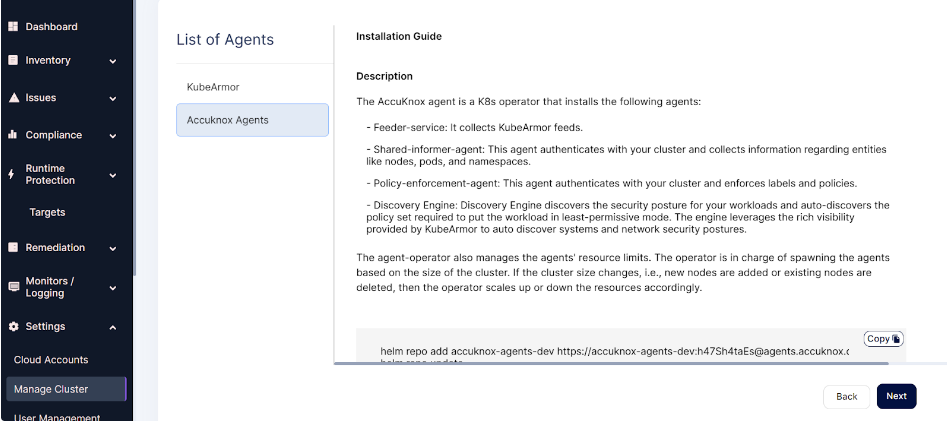 Dashboard
Inventory
Issues
Compliance
Runtime
Protection
Targets
Remediation
Monitors /
Logging
Settings
Cloud Accounts
Manage Cluster
User Management
List of Agents
KubeArmor
Accuknox Agents
Installation Guide
Description
The AccuKnox agent is a K8s operator that installs the following agents:
- Feeder-service: It collects KubeArmor feeds.
- Shared-informer-agent: This agent authenticates with your cluster and collects information regarding entities
like nodes, pods, and namespaces.
- Policy-enforcement-agent: This agent authenticates with your cluster and enforces labels and policies.
- Discovery Engine: Discovery Engine discovers the security posture for your workloads and auto-discovers the
policy set required to put the workload in least-permissive mode. The engine leverages the rich visibility
provided by KubeArmor to auto discover systems and network security postures.
The agent-operator also manages the agents' resource limits. The operator is in charge of spawning the agents
based on the size of the cluster. If the cluster size changes, i.e., new nodes are added or existing nodes are
deleted, then the operator scales up or down the resources accordingly.
Copy
helm repo add accuknox-agents-dev https://accuknox-agents-dev:h47Sh4taEs@agents.accuknox.c
helm repo update
Back
Next